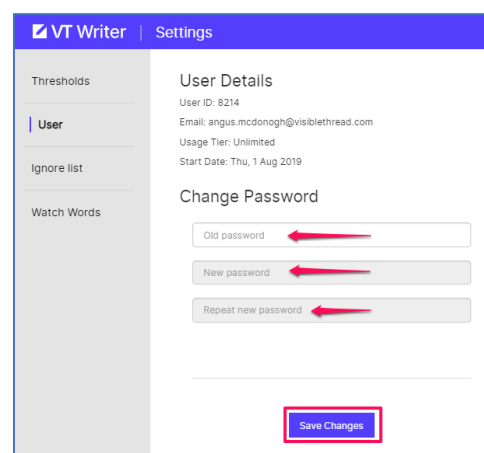 VT Writer | Settings
Thresholds
User
Ignore list
Watch Words
User Details
User ID: 8214
Email: angus.mcdonogh@visiblethread.com
Usage Tier: Unlimited
Start Date: Thu, 1 Aug 2019
Change Password
Old password
New password
Repeat new password
Save Changes